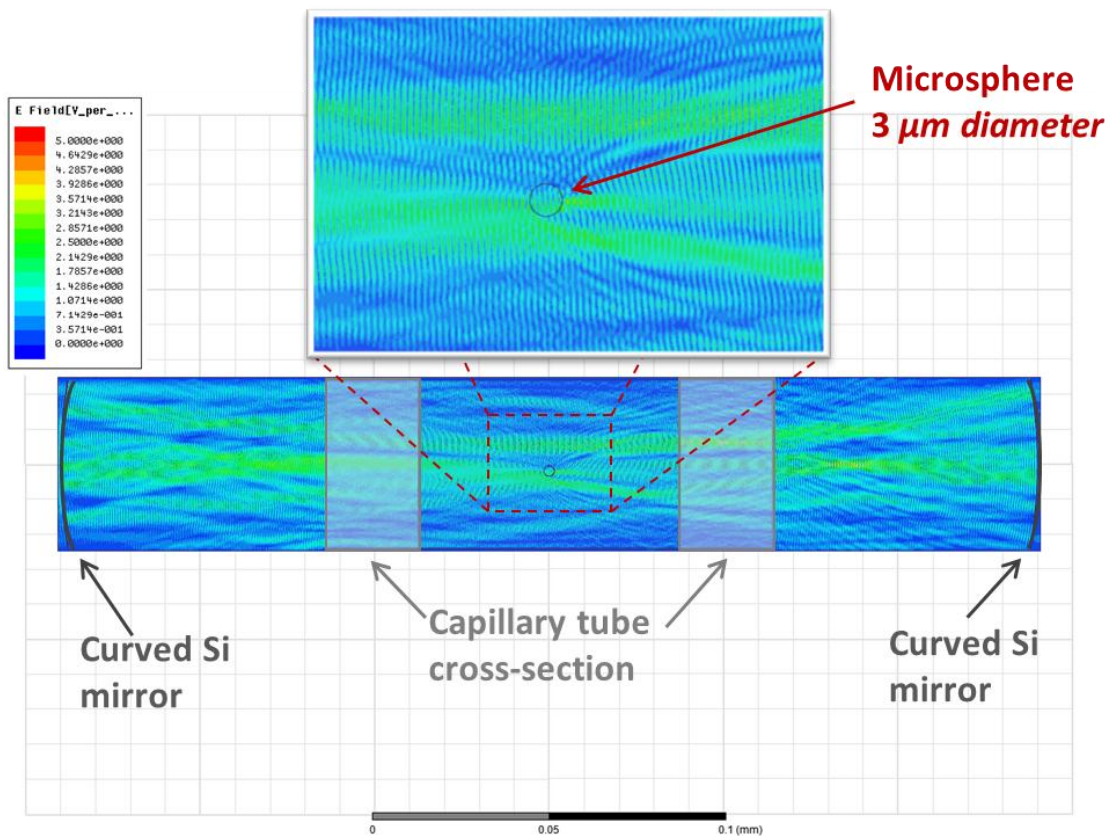 Microsphere
3 μm diameter
E Field[V_per_...
5.0000e+000
4.6429e+000
4.2857e+000
3.9286e+000
3.5714e+000
3.2143e+000
2.8571e+000
2.5000e+000
2.1429e+000
1.7857e+000
1.4286e+000
1.0714e+000
7.1429e-001
3.5714e-001
0.0000e+000
Curved Si
mirror
Capillary tube
cross-section
Curved Si
mirror
0 0.05 0.1 (mm)